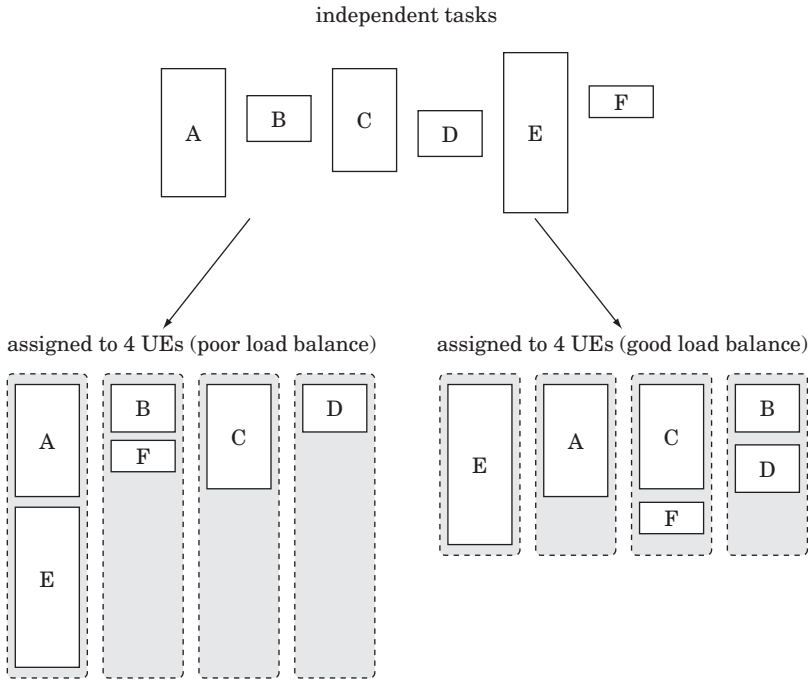 independent tasks
A
B
C
D
E
F
assigned to 4 UEs (poor load balance)
A
E
B
F
C
D
assigned to 4 UEs (good load balance)
E
A
C
F
B
D